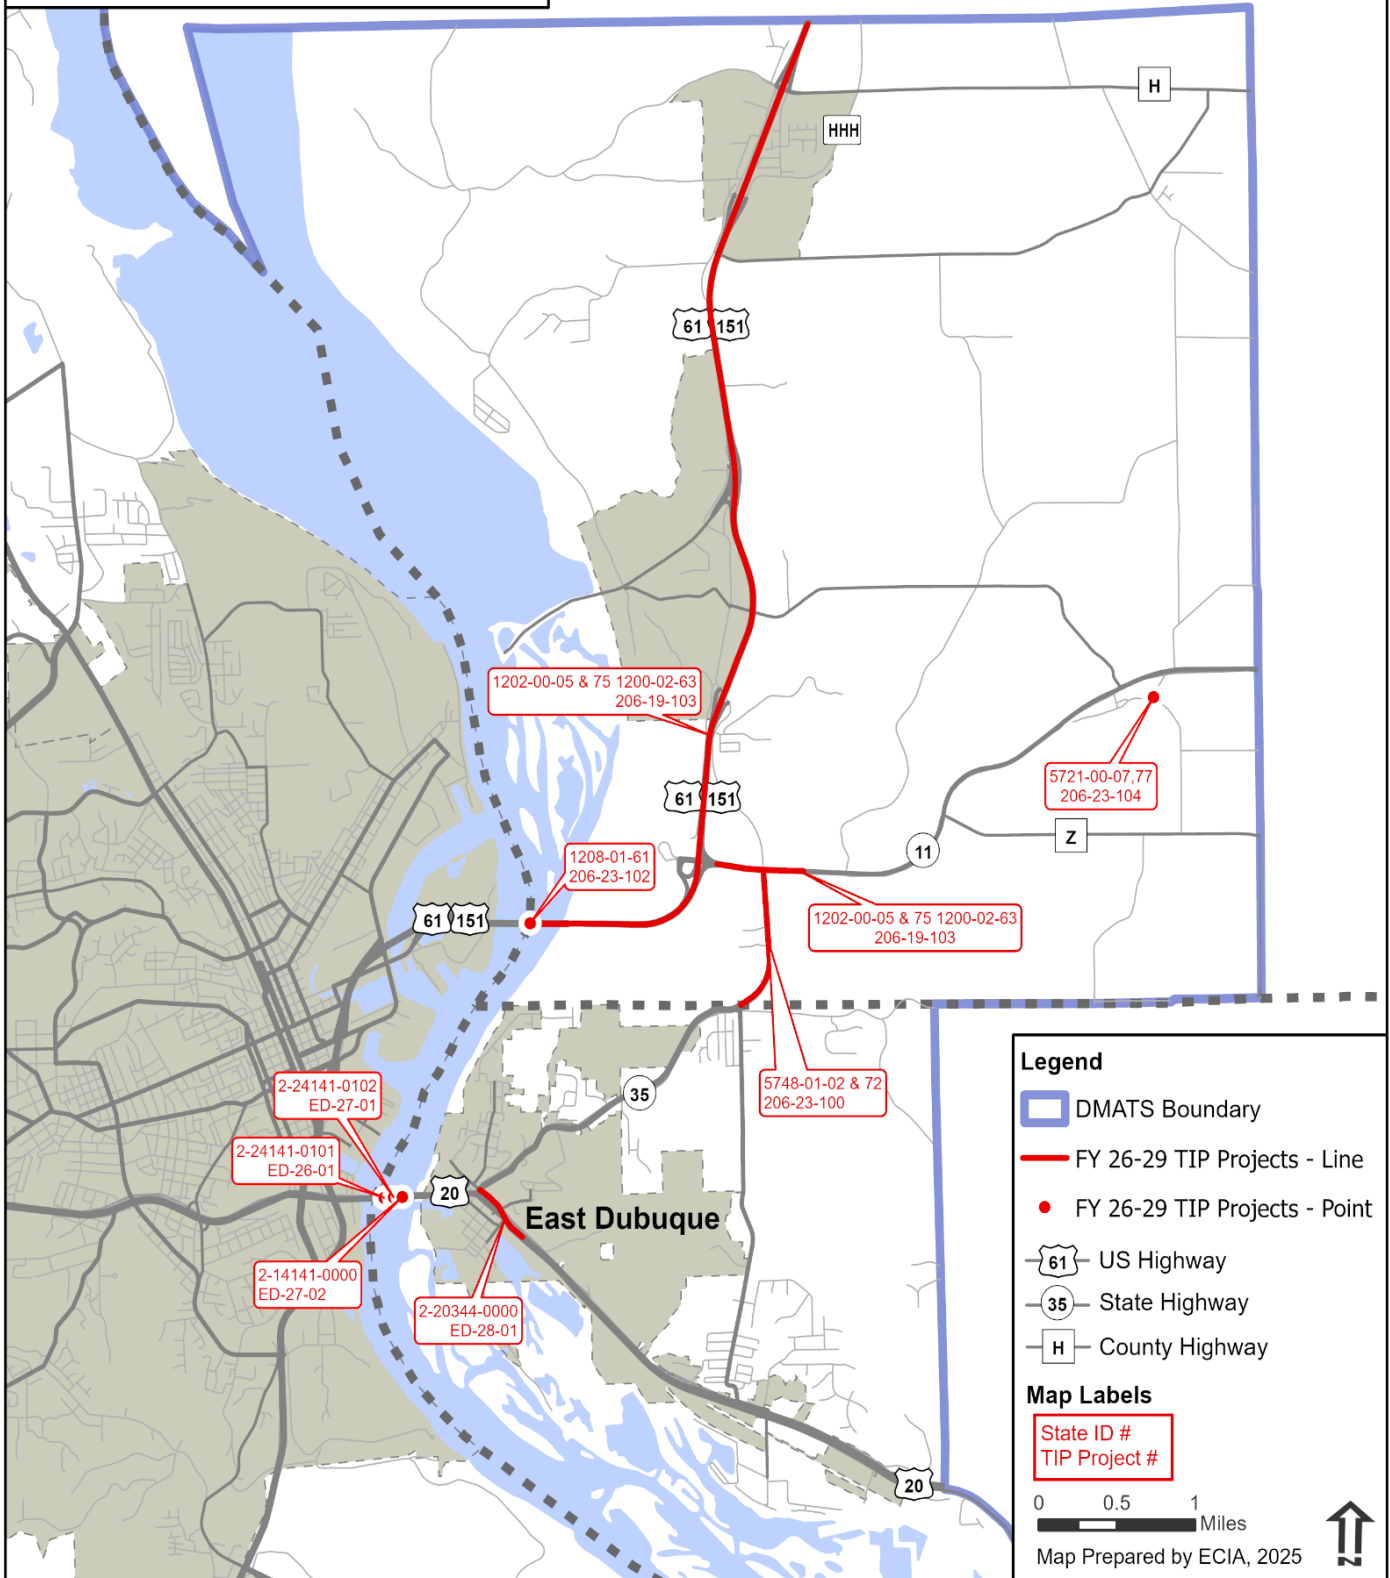 H
HHH
61 151
1202-00-05 & 75 1200-02-63
206-19-103
61 151
5721-00-07,77
206-23-104
Z
11
1208-01-61
206-23-102
61 151
1202-00-05 & 75 1200-02-63
206-19-103
5748-01-02 & 72
206-23-100
35
2-24141-0102
ED-27-01
2-24141-0101
ED-26-01
20
East Dubuque
2-14141-0000
ED-27-02
2-20344-0000
ED-28-01
20
Legend
DMATS Boundary
FY 26-29 TIP Projects - Line
FY 26-29 TIP Projects - Point
61 US Highway
35 State Highway
H County Highway
Map Labels
State ID #
TIP Project #
0 0.5 1
Miles
Map Prepared by ECIA, 2025
N